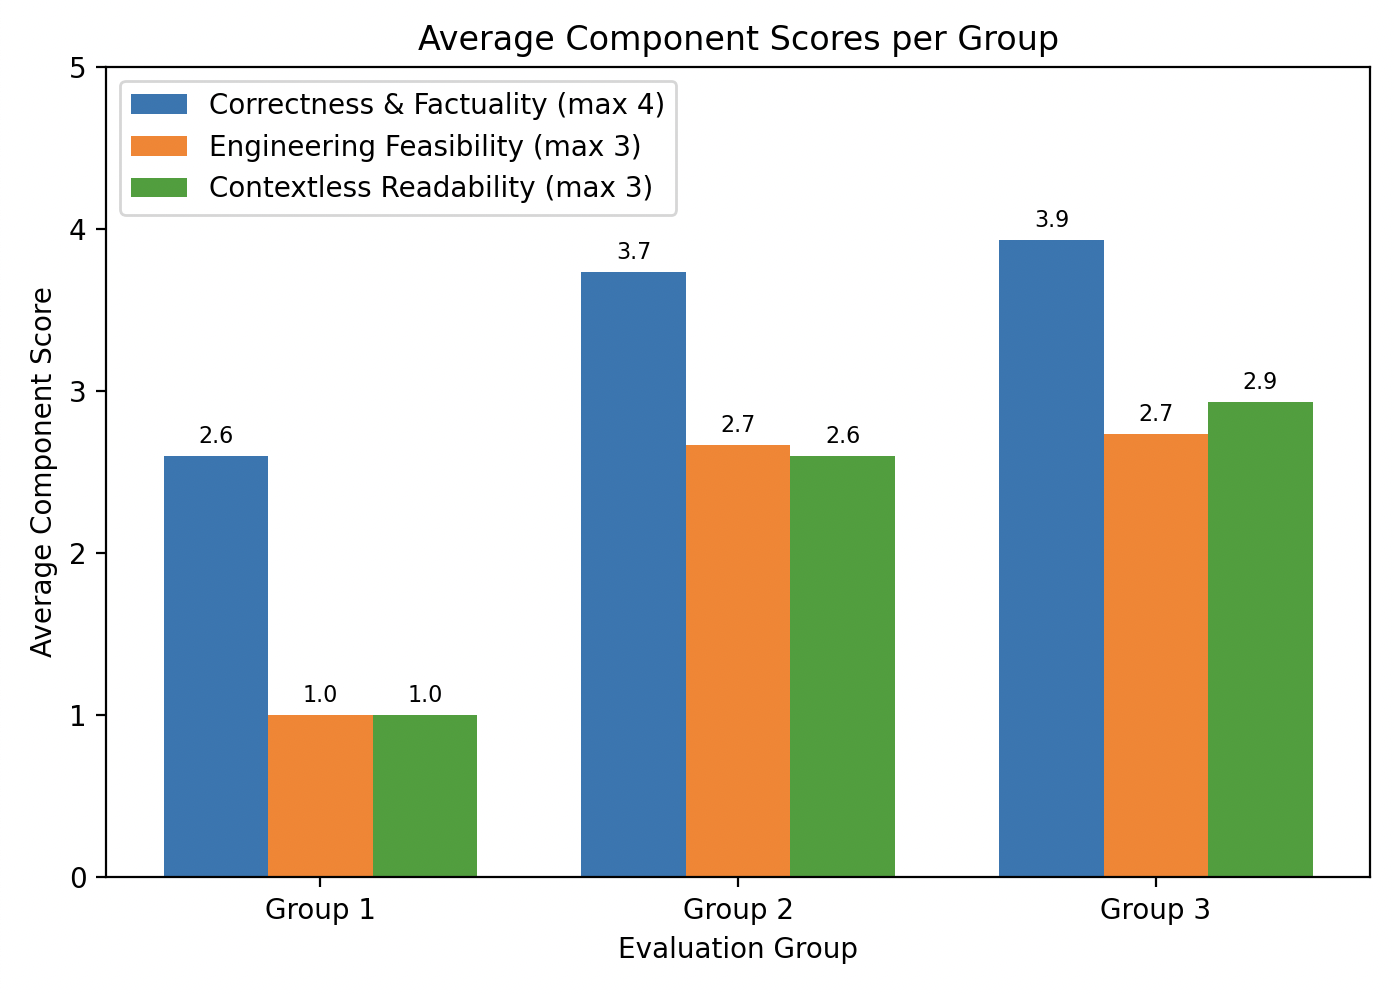 Average Component Scores per Group
Correctness & Factuality (max 4)
Engineering Feasibility (max 3)
Contextless Readability (max 3)
Average Component Score
5
4
3
2
1
0
2.6
1.0
1.0
3.7
2.7
2.6
3.9
2.7
2.9
Group 1
Group 2
Group 3
Evaluation Group